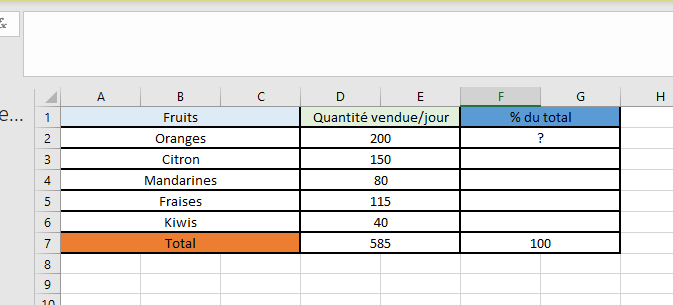 fx
e...
A B C D E F G H
1 Fruits Quantité vendue/jour % du total
2 Oranges 200 ?
3 Citron 150
4 Mandarines 80
5 Fraises 115
6 Kiwis 40
7 Total 585 100
8
9
10